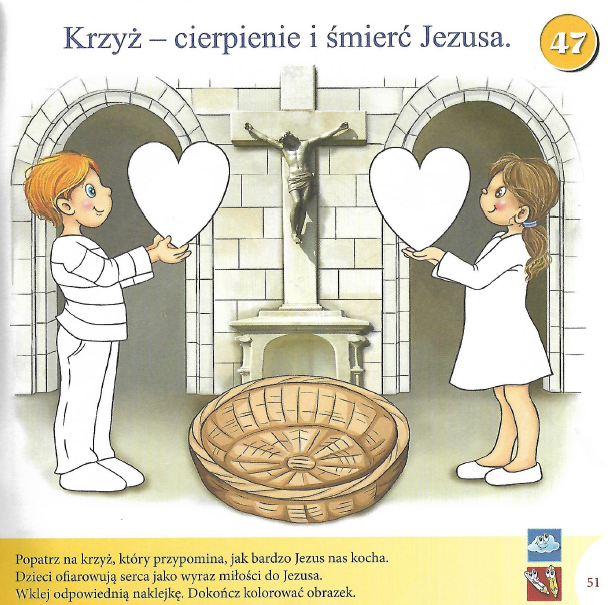 Krzyż – cierpienie i śmierć Jezusa.
47
Popatrz na krzyż, który przypomina, jak bardzo Jezus nas kocha.
Dzieci ofiarowują serca jako wyraz miłości do Jezusa.
Wklej odpowiednią naklejkę. Dokończ kolorować obrazek.
51